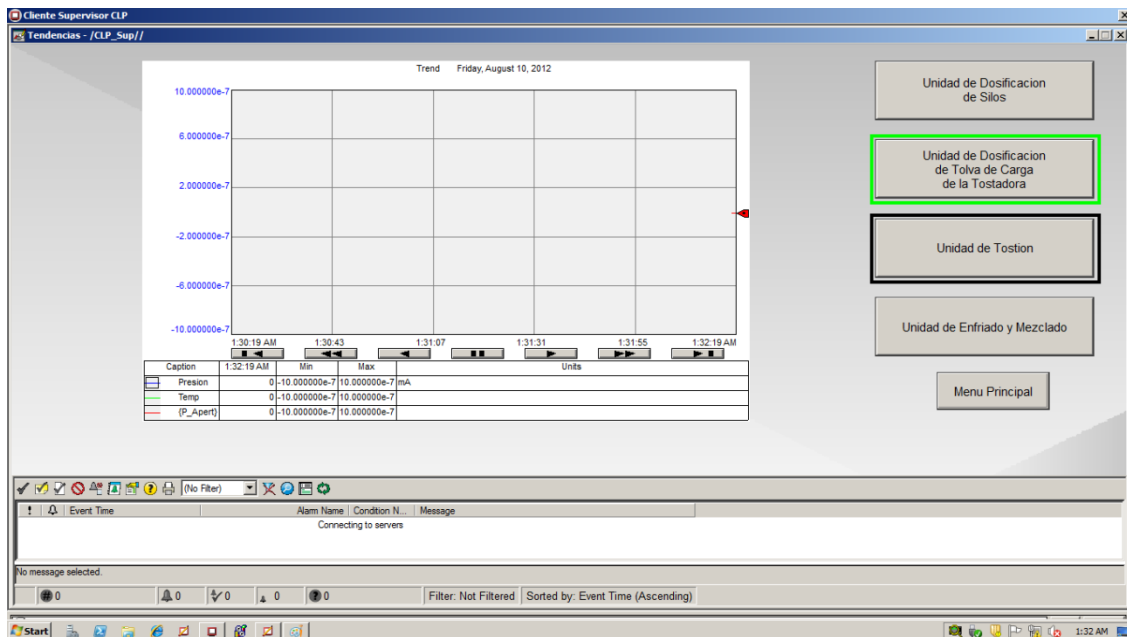 Cliente Supervisor CLP
Tendencias - /CLP_Sup//
Trend Friday, August 10, 2012
10.000000e-7
6.000000e-7
2.000000e-7
-2.000000e-7
-6.000000e-7
-10.000000e-7
1:30:19 AM 1:30:43 1:31:07 1:31:31 1:31:55 1:32:19 AM
Caption 1:32:19 AM Min Max Units
Presion 0 -10.000000e-7 10.000000e-7 mA
Temp 0 -10.000000e-7 10.000000e-7
{P_Apert} 0 -10.000000e-7 10.000000e-7
Unidad de Dosificacion
de Silos
Unidad de Dosificacion
de Tolva de Carga
de la Tostadora
Unidad de Tostion
Unidad de Enfriado y Mezclado
Menu Principal
(No Filter)
! Event Time Alarm Name Condition N... Message
Connecting to servers
No message selected.
0 0 0 0 0 Filter: Not Filtered Sorted by: Event Time (Ascending)
Start 1:32 AM